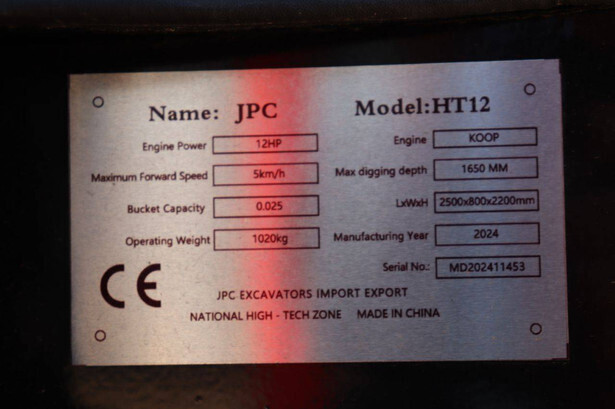 Name: JPC Model:HT12
Engine Power 12HP Engine KOOP
Maximum Forward Speed 5km/h Max digging depth 1650 MM
Bucket Capacity 0.025 LxWxH 2500x800x2200mm
Operating Weight 1020kg Manufacturing Year 2024
Serial No.: MD202411453
CE
JPC EXCAVATORS IMPORT EXPORT
NATIONAL HIGH - TECH ZONE MADE IN CHINA